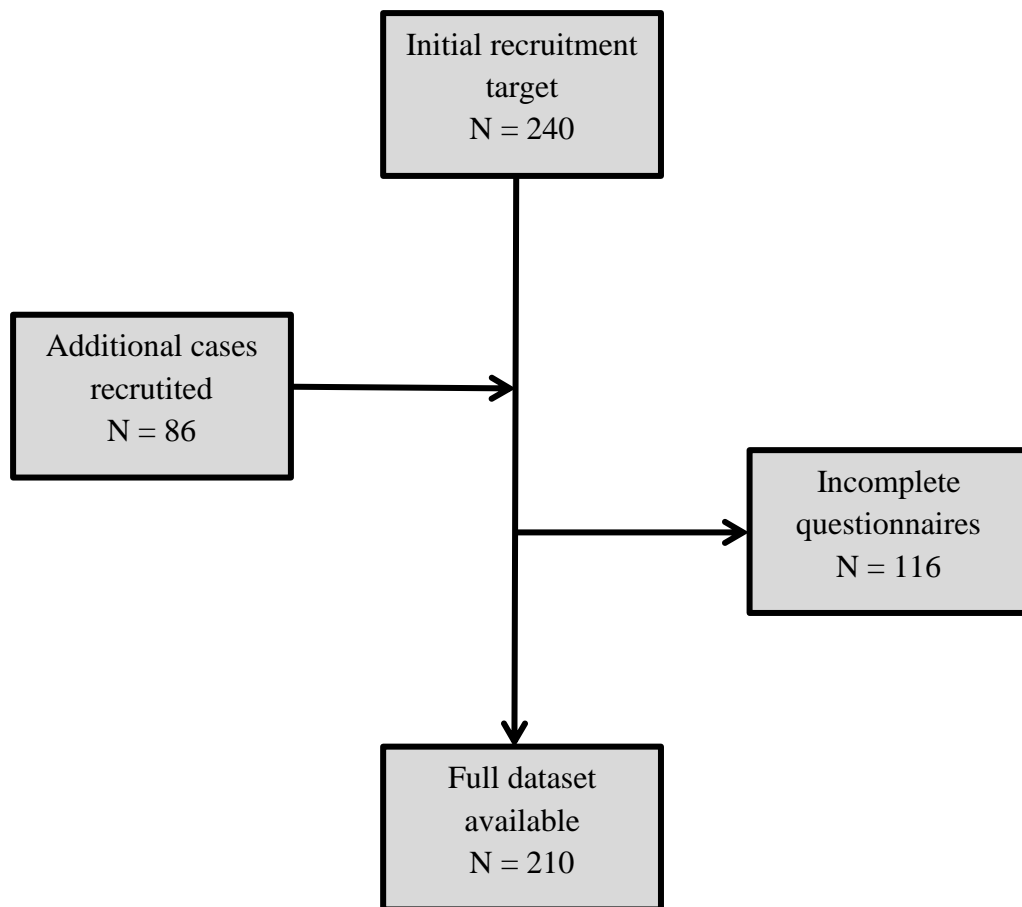 Initial recruitment
target
N = 240
Additional cases
recrutited
N = 86
Incomplete
questionnaires
N = 116
Full dataset
available
N = 210